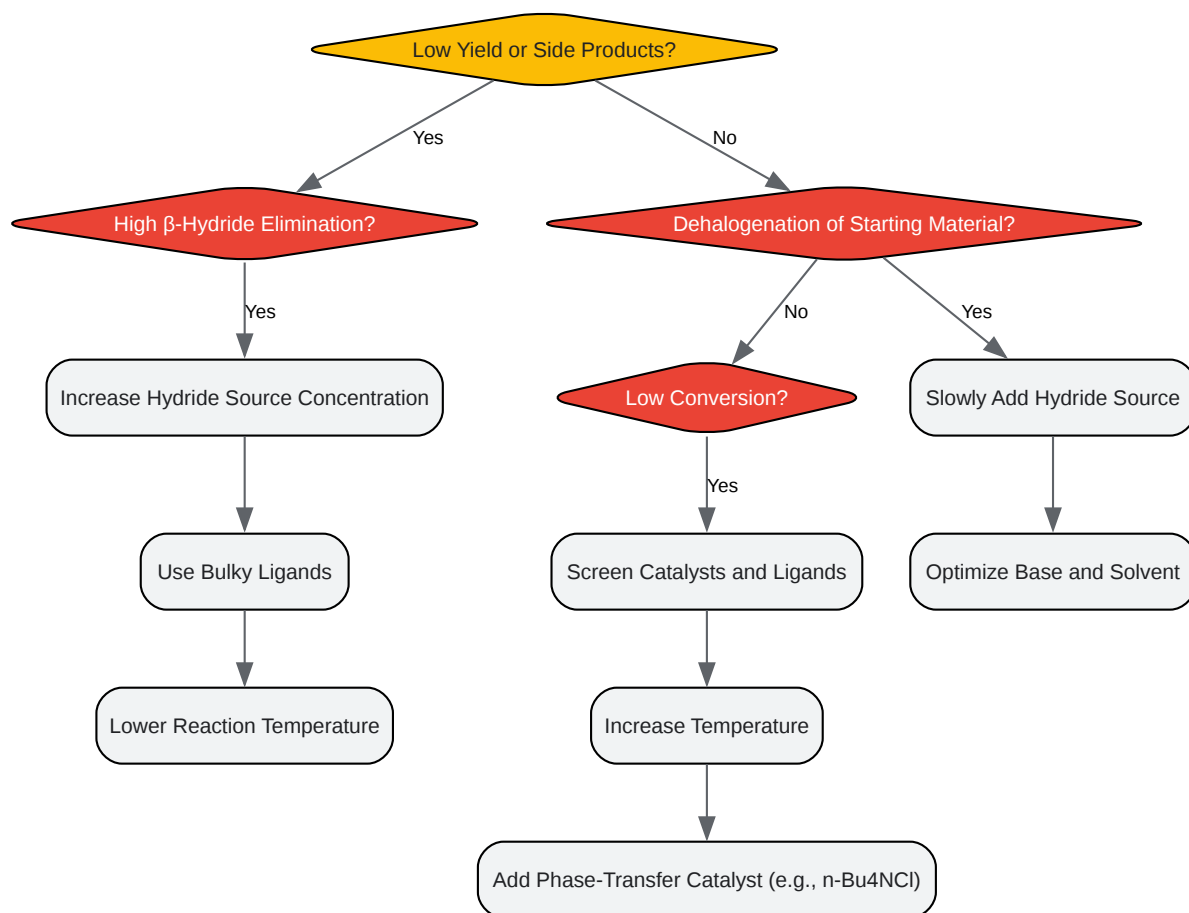 Low Yield or Side Products?
Yes
No
High β-Hydride Elimination?
Dehalogenation of Starting Material?
Yes
No
Yes
Increase Hydride Source Concentration
Low Conversion?
Slowly Add Hydride Source
Yes
Use Bulky Ligands
Screen Catalysts and Ligands
Optimize Base and Solvent
Lower Reaction Temperature
Increase Temperature
Add Phase-Transfer Catalyst (e.g., n-Bu4NCl)